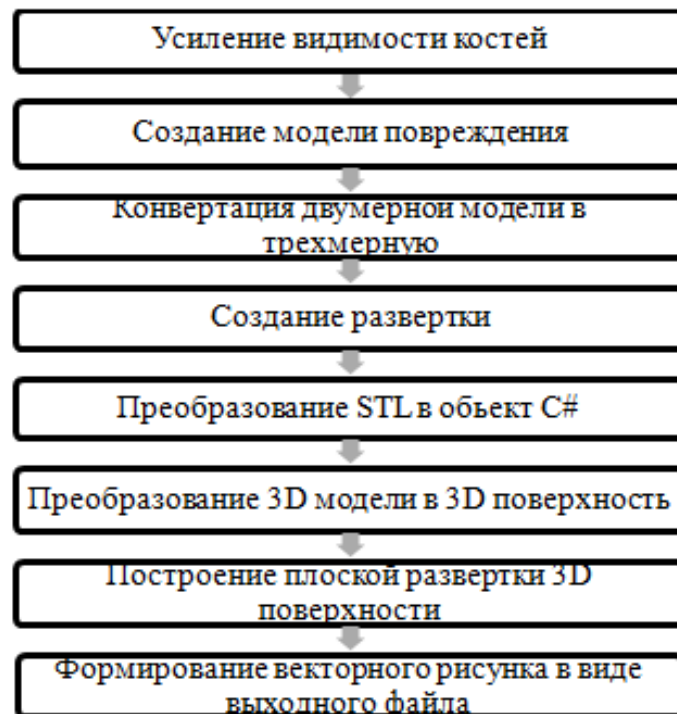 Усиление видимости костей
Создание модели повреждения
Конвертация двумерной модели в
трехмерную
Создание развертки
Преобразование STL в обьект C#
Преобразование 3D модели в 3D поверхность
Построение плоской развертки 3D
поверхности
Формирование векторного рисунка в виде
выходного файла